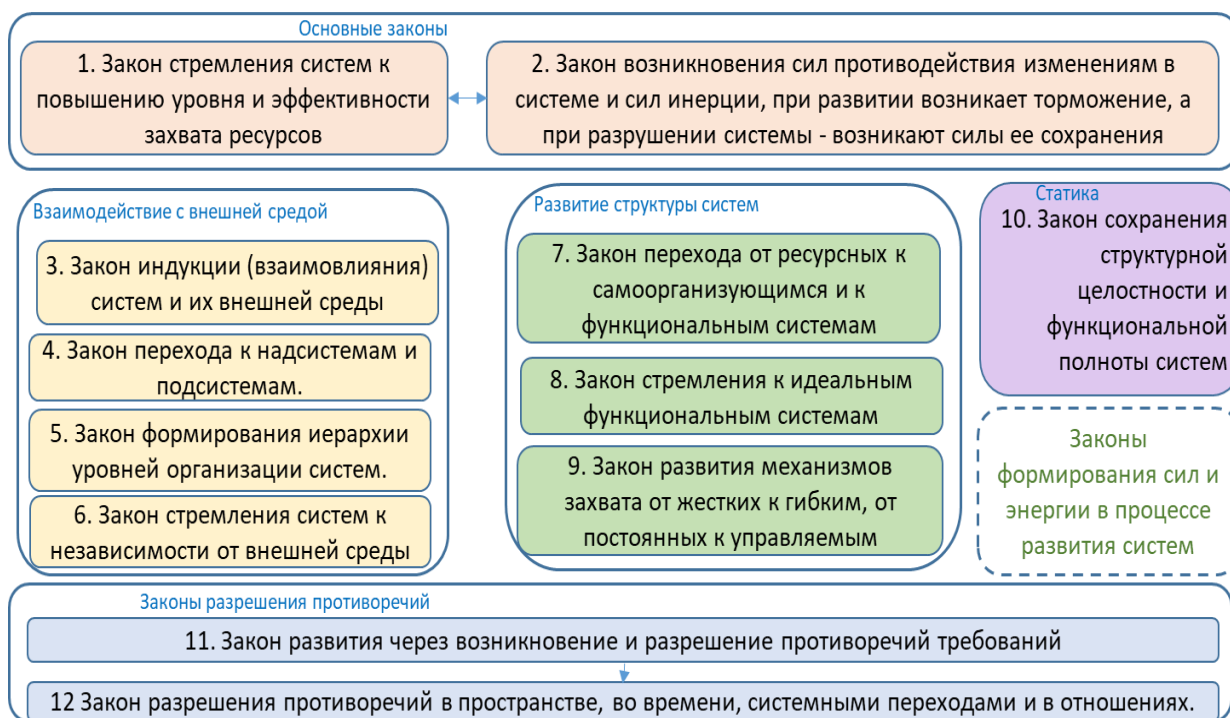 Основные законы
1. Закон стремления систем к
повышению уровня и эффективности
захвата ресурсов
2. Закон возникновения сил противодействия изменениям в
системе и сил инерции, при развитии возникает торможение, а
при разрушении системы - возникают силы ее сохранения
Взаимодействие с внешней средой
3. Закон индукции (взаимовлияния)
систем и их внешней среды
4. Закон перехода к надсистемам и
подсистемам.
5. Закон формирования иерархии
уровней организации систем.
6. Закон стремления систем к
независимости от внешней среды
Развитие структуры систем
7. Закон перехода от ресурсных к
самоорганизующимся и к
функциональным системам
8. Закон стремления к идеальным
функциональным системам
9. Закон развития механизмов
захвата от жестких к гибким, от
постоянных к управляемым
Статика
10. Закон сохранения
структурной
целостности и
функциональной
полноты систем
Законы
формирования сил и
энергии в процессе
развития систем
Законы разрешения противоречий
11. Закон развития через возникновение и разрешение противоречий требований
12 Закон разрешения противоречий в пространстве, во времени, системными переходами и в отношениях.